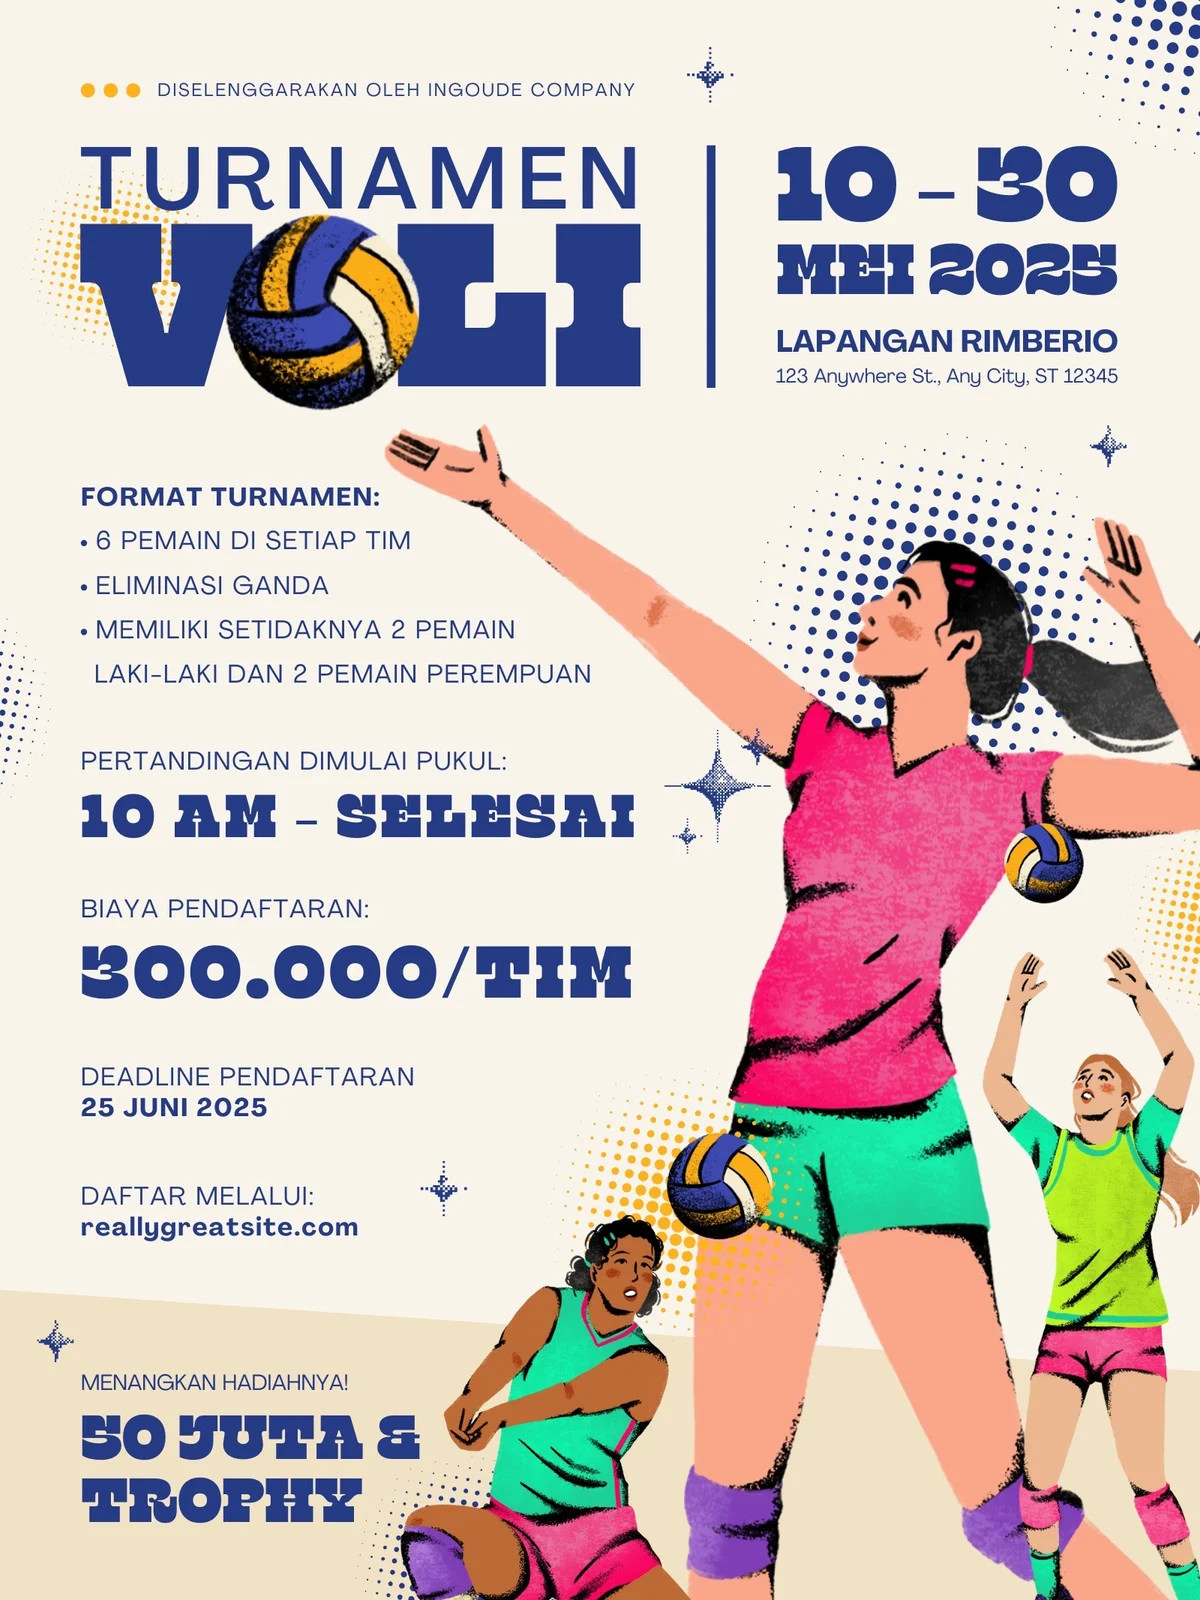 DISELENGGARAKAN OLEH INGOUDE COMPANY
TURNAMEN
VOLI
10 – 30
MEI 2025
LAPANGAN RIMBERIO
123 Anywhere St., Any City, ST 12345
FORMAT TURNAMEN:
• 6 PEMAIN DI SETIAP TIM
• ELIMINASI GANDA
• MEMILIKI SETIDAKNYA 2 PEMAIN
LAKI-LAKI DAN 2 PEMAIN PEREMPUAN
PERTANDINGAN DIMULAI PUKUL:
10 AM – SELESAI
BIAYA PENDAFTARAN:
300.000/TIM
DEADLINE PENDAFTARAN
25 JUNI 2025
DAFTAR MELALUI:
reallygreatsite.com
MENANGKAN HADIAHNYA!
50 JUTA &
TROPHY